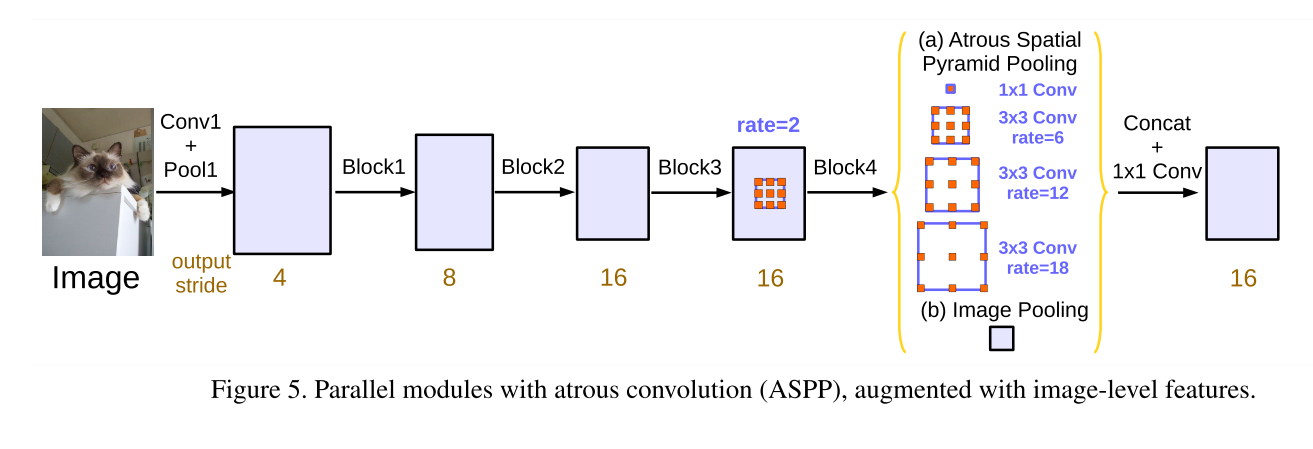 (a) Atrous Spatial
Pyramid Pooling
Conv1
+
Pool1
Block1
Block2
Block3
rate=2
Block4
1x1 Conv
3x3 Conv
rate=6
3x3 Conv
rate=12
3x3 Conv
rate=18
(b) Image Pooling
Concat
+
1x1 Conv
Image
output
stride
4
8
16
16
16
Figure 5. Parallel modules with atrous convolution (ASPP), augmented with image-level features.